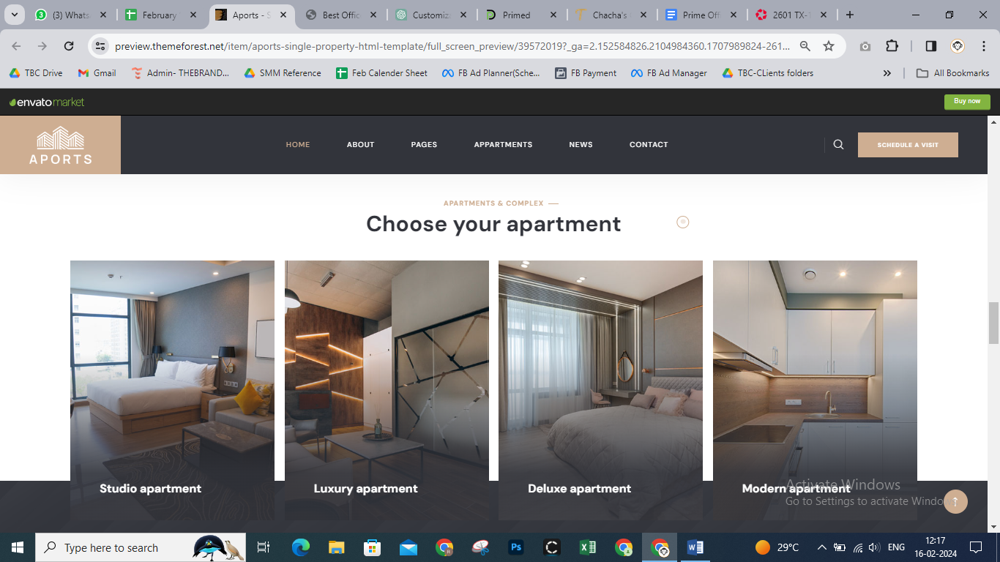 (3) Whats
February
Aports - S
Best Offic
Customiz
Primed
Chacha's
Prime Off
2601 TX-1
preview.themeforest.net/item/aports-single-property-html-template/full_screen_preview/39572019?_ga=2.152584826.2104984360.1707989824-261...
TBC Drive
Gmail
Admin- THEBRAND...
SMM Reference
Feb Calender Sheet
FB Ad Planner(Sche...
FB Payment
FB Ad Manager
TBC-CLients folders
»
All Bookmarks
envatomarket
Buy now
APORTS
HOME
ABOUT
PAGES
APPARTMENTS
NEWS
CONTACT
SCHEDULE A VISIT
APARTMENTS & COMPLEX
Choose your apartment
Studio apartment
Luxury apartment
Deluxe apartment
Modern apartment
Activate Windows
Go to Settings to activate Windo
Type here to search
29°C
ENG
12:17
16-02-2024